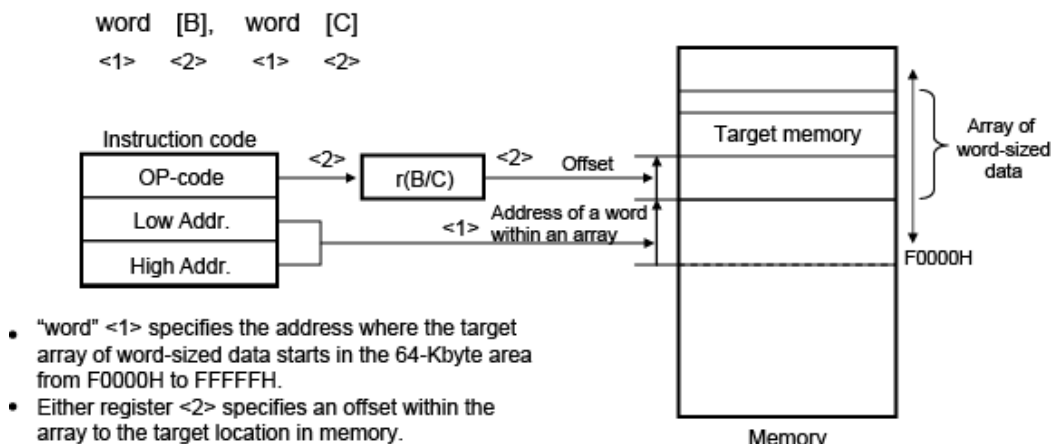 word [B], word [C]
<1> <2> <1> <2>
Instruction code
OP-code
Low Addr.
High Addr.
<2>
r(B/C)
<2>
Offset
<1>
Address of a word
within an array
Target memory
Array of
word-sized
data
F0000H
Memory
• “word” <1> specifies the address where the target
array of word-sized data starts in the 64-Kbyte area
from F0000H to FFFFFH.
• Either register <2> specifies an offset within the
array to the target location in memory.